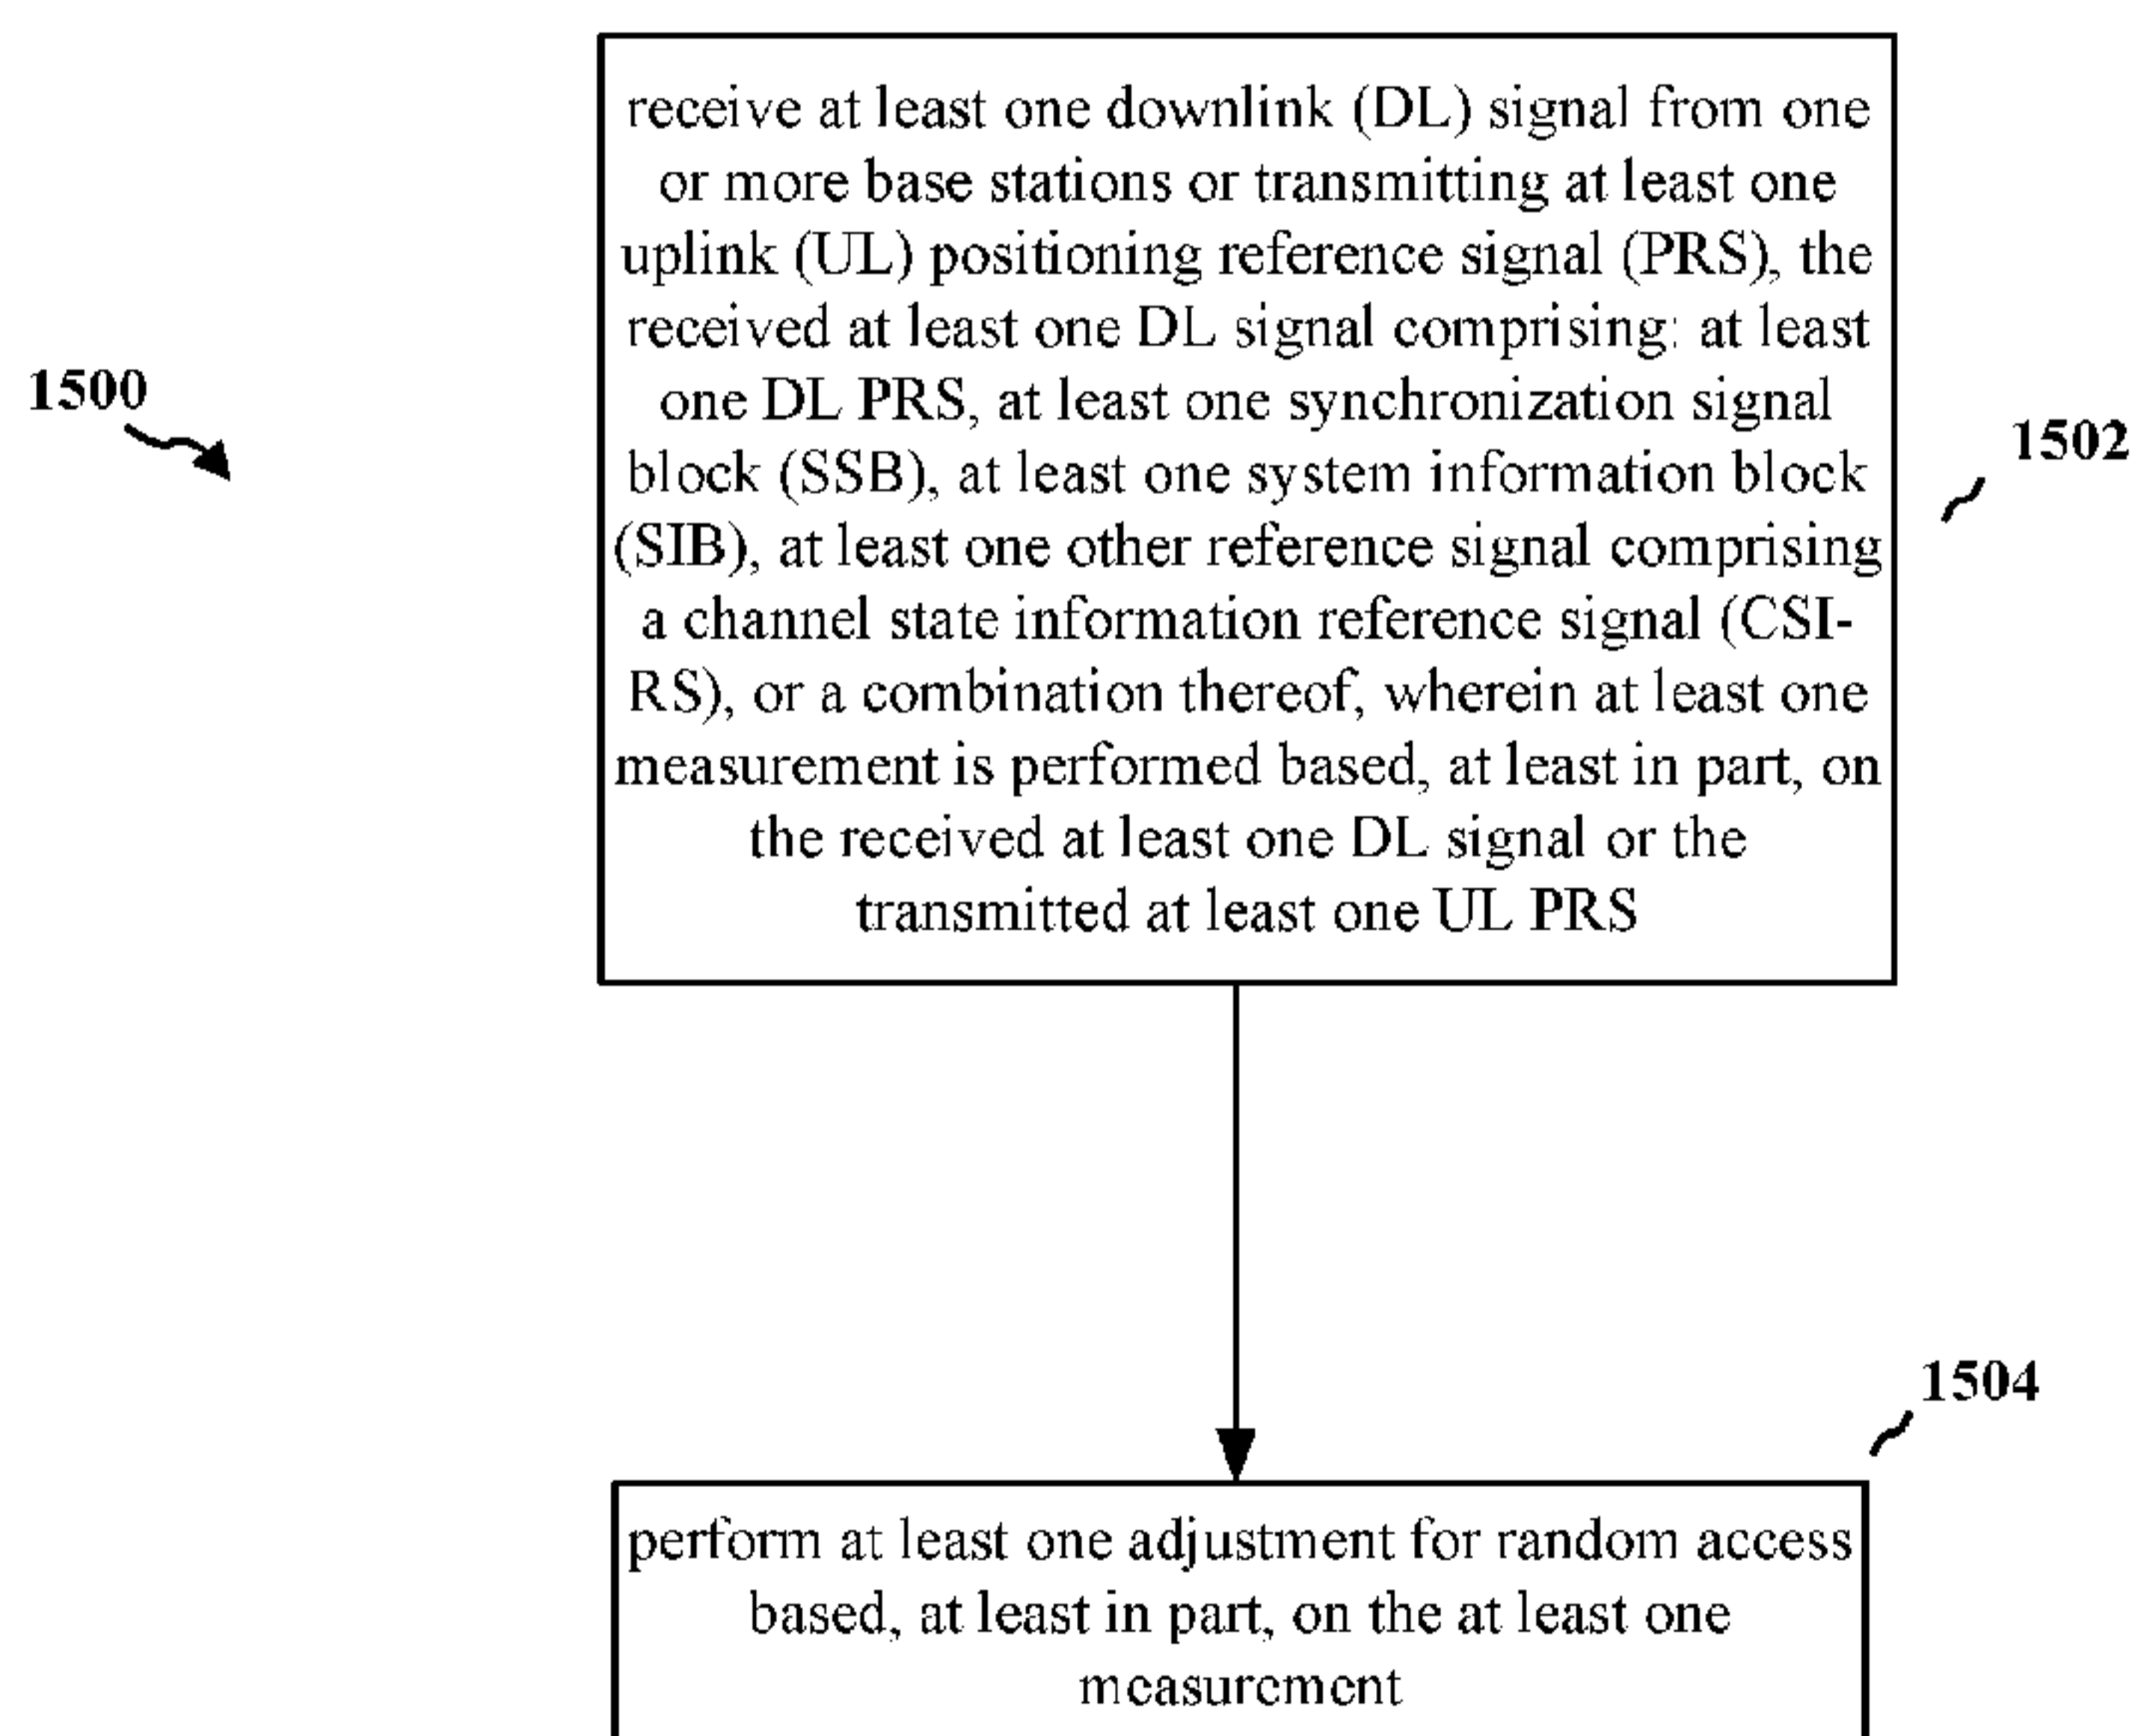 receive at least one downlink (DL) signal from one
or more base stations or transmitting at least one
uplink (UL) positioning reference signal (PRS), the
received at least one DL signal comprising: at least
one DL PRS, at least one synchronization signal
block (SSB), at least one system information block
(SIB), at least one other reference signal comprising
a channel state information reference signal (CSI-
RS), or a combination thereof, wherein at least one
measurement is performed based, at least in part, on
the received at least one DL signal or the
transmitted at least one UL PRS
1500
1502
1504
perform at least one adjustment for random access
based, at least in part, on the at least one
measurement